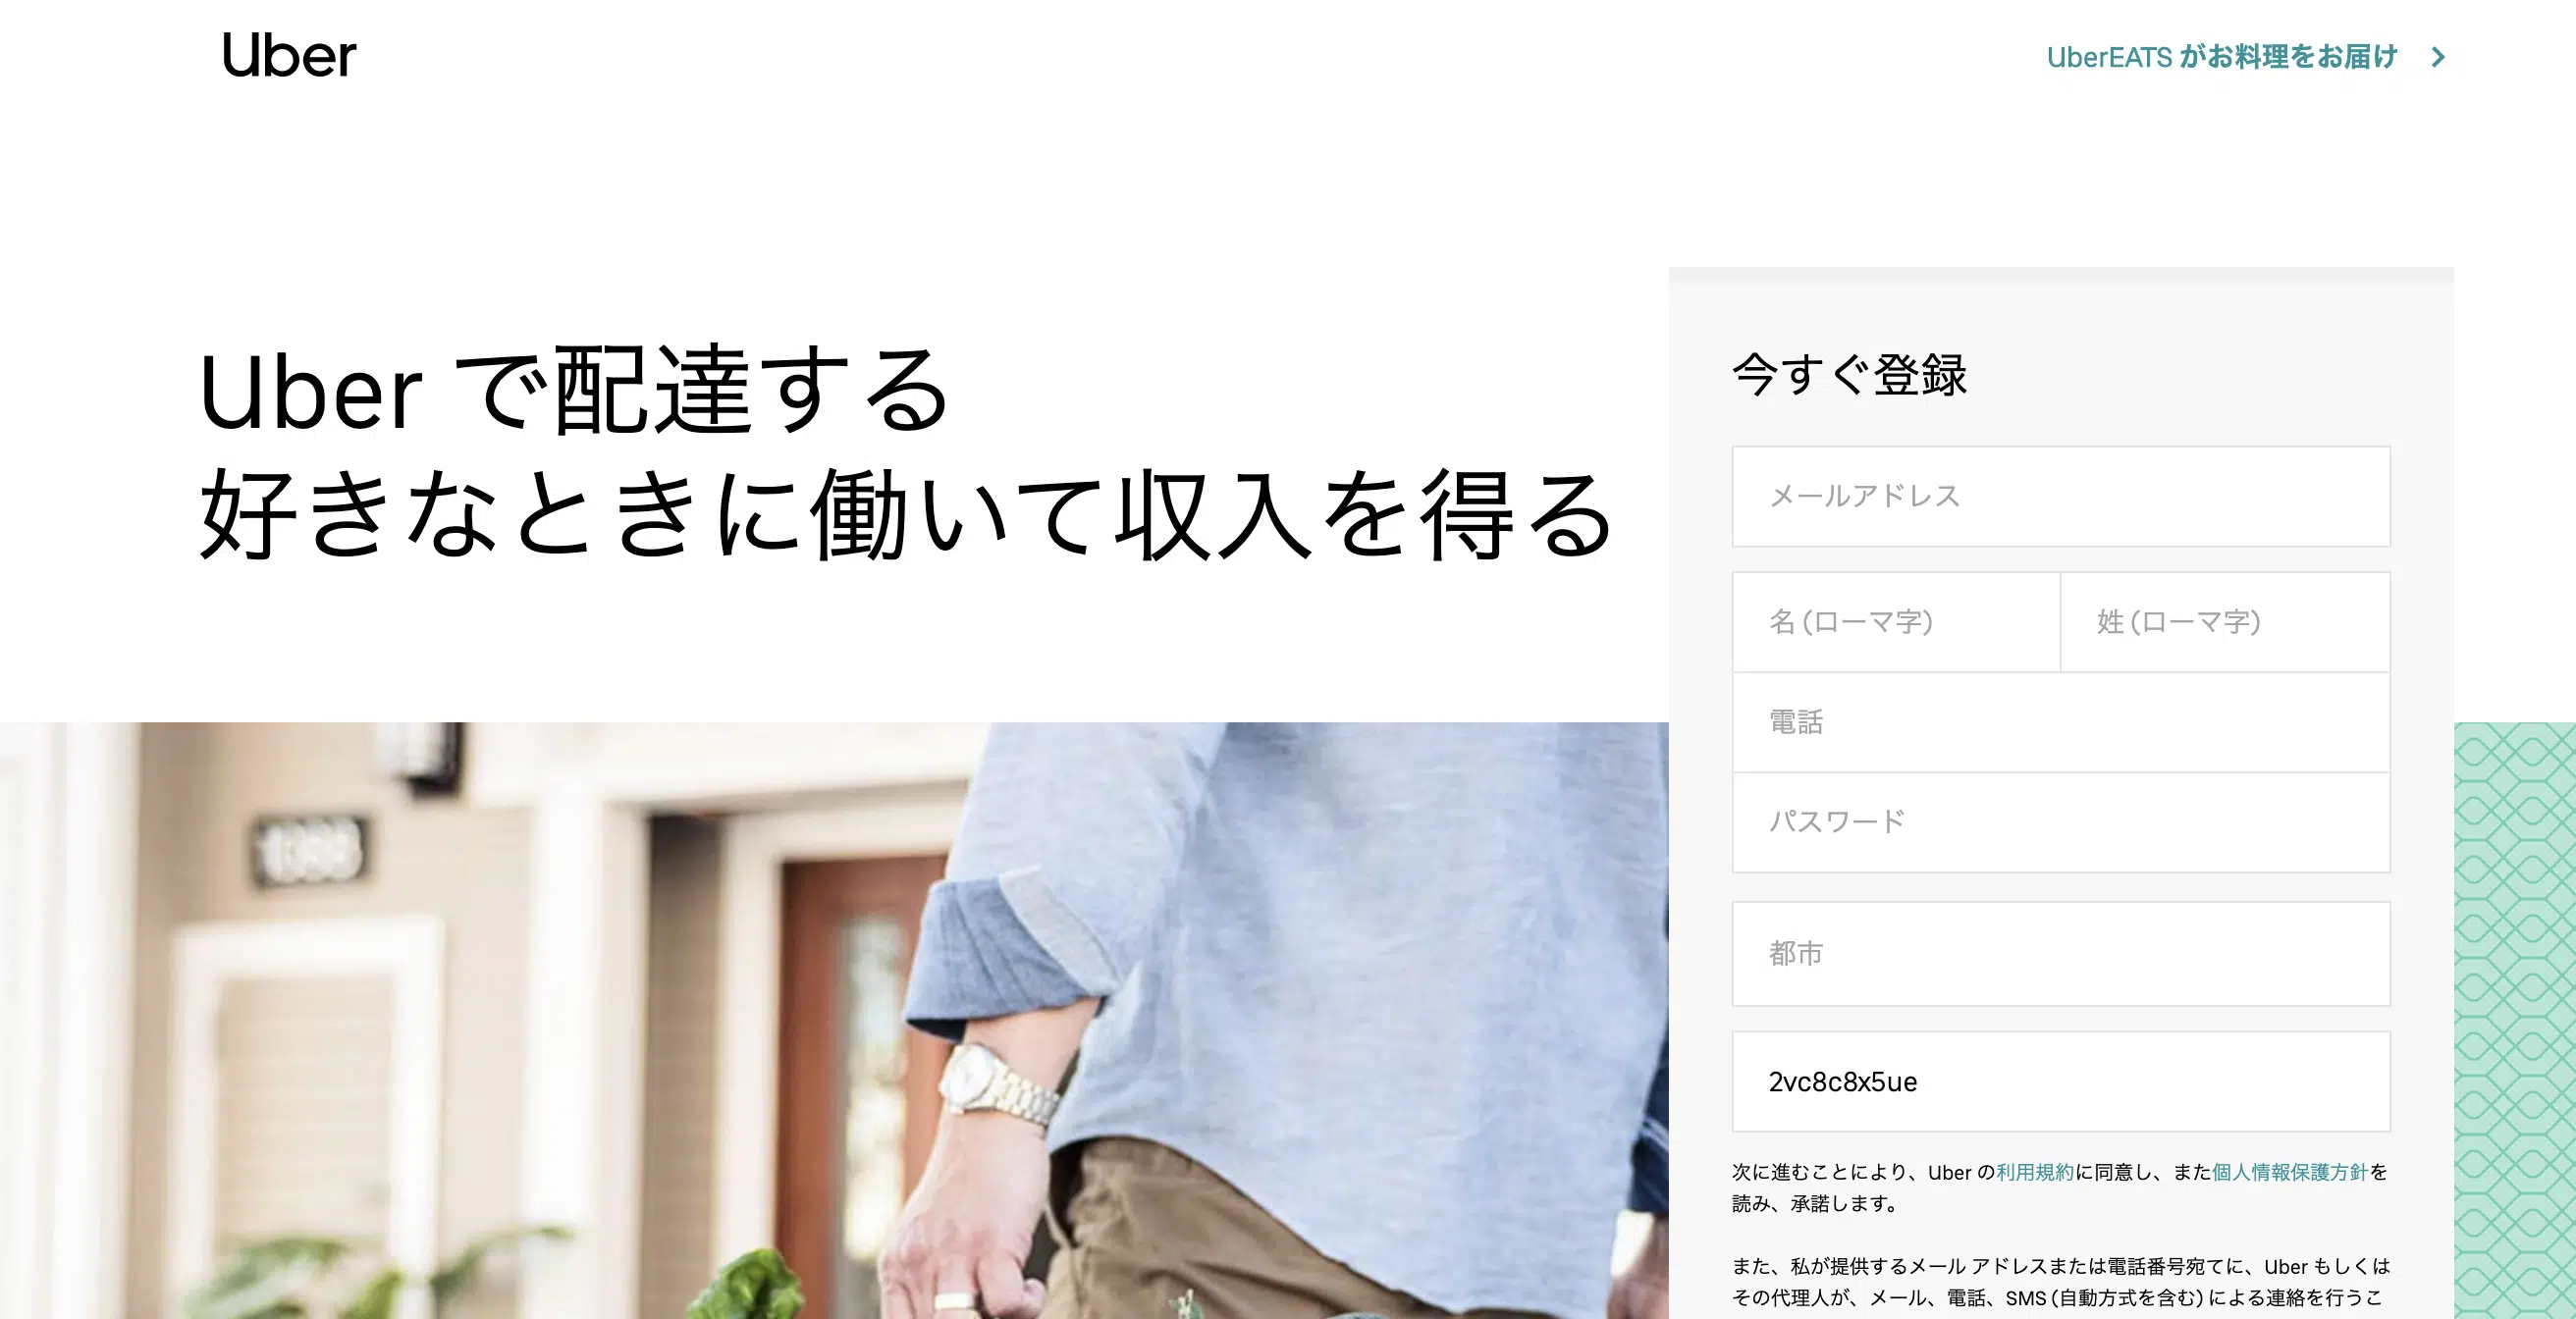 Uber
UberEATS がお料理をお届け
Uber で配達する
好きなときに働いて収入を得る
今すぐ登録
メールアドレス
名 (ローマ字)
姓 (ローマ字)
電話
パスワード
都市
2vc8c8x5ue
次に進むことにより、Uber の利用規約に同意し、また個人情報保護方針を
読み、承諾します。
また、私が提供するメール アドレスまたは電話番号宛てに、Uber もしくは
その代理人が、メール、電話、SMS (自動方式を含む) による連絡を行うこ